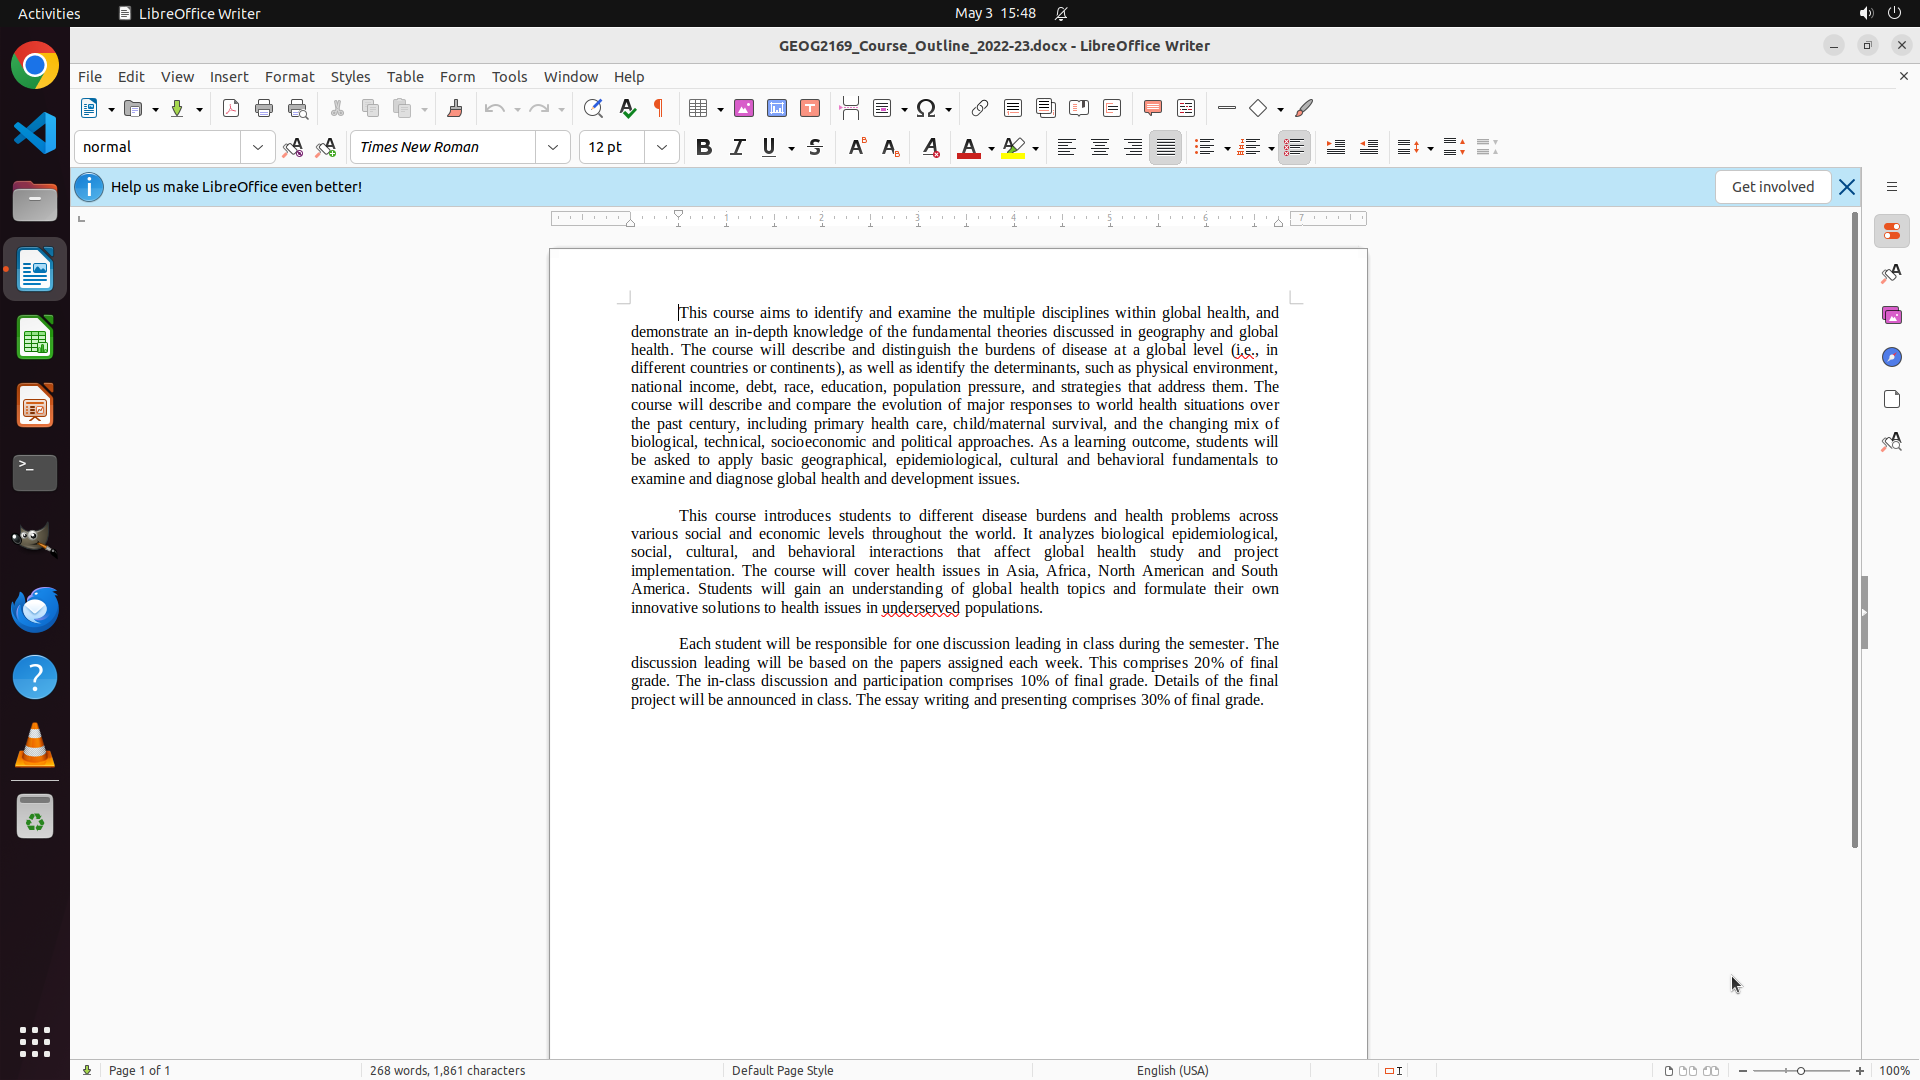 Activities
LibreOffice Writer
May 3 15:48
GEOG2169_Course_Outline_2022-23.docx - LibreOffice Writer
File Edit View Insert Format Styles Table Form Tools Window Help
normal
Times New Roman
12 pt
Help us make LibreOffice even better!
Get involved
1 2 3 4 5 6 7
This course aims to identify and examine the multiple disciplines within global health, and
demonstrate an in-depth knowledge of the fundamental theories discussed in geography and global
health. The course will describe and distinguish the burdens of disease at a global level (i.e., in
different countries or continents), as well as identify the determinants, such as physical environment,
national income, debt, race, education, population pressure, and strategies that address them. The
course will describe and compare the evolution of major responses to world health situations over
the past century, including primary health care, child/maternal survival, and the changing mix of
biological, technical, socioeconomic and political approaches. As a learning outcome, students will
be asked to apply basic geographical, epidemiological, cultural and behavioral fundamentals to
examine and diagnose global health and development issues.
This course introduces students to different disease burdens and health problems across
various social and economic levels throughout the world. It analyzes biological epidemiological,
social, cultural, and behavioral interactions that affect global health study and project
implementation. The course will cover health issues in Asia, Africa, North American and South
America. Students will gain an understanding of global health topics and formulate their own
innovative solutions to health issues in underserved populations.
Each student will be responsible for one discussion leading in class during the semester. The
discussion leading will be based on the papers assigned each week. This comprises 20% of final
grade. The in-class discussion and participation comprises 10% of final grade. Details of the final
project will be announced in class. The essay writing and presenting comprises 30% of final grade.
Page 1 of 1
268 words, 1,861 characters
Default Page Style
English (USA)
100%